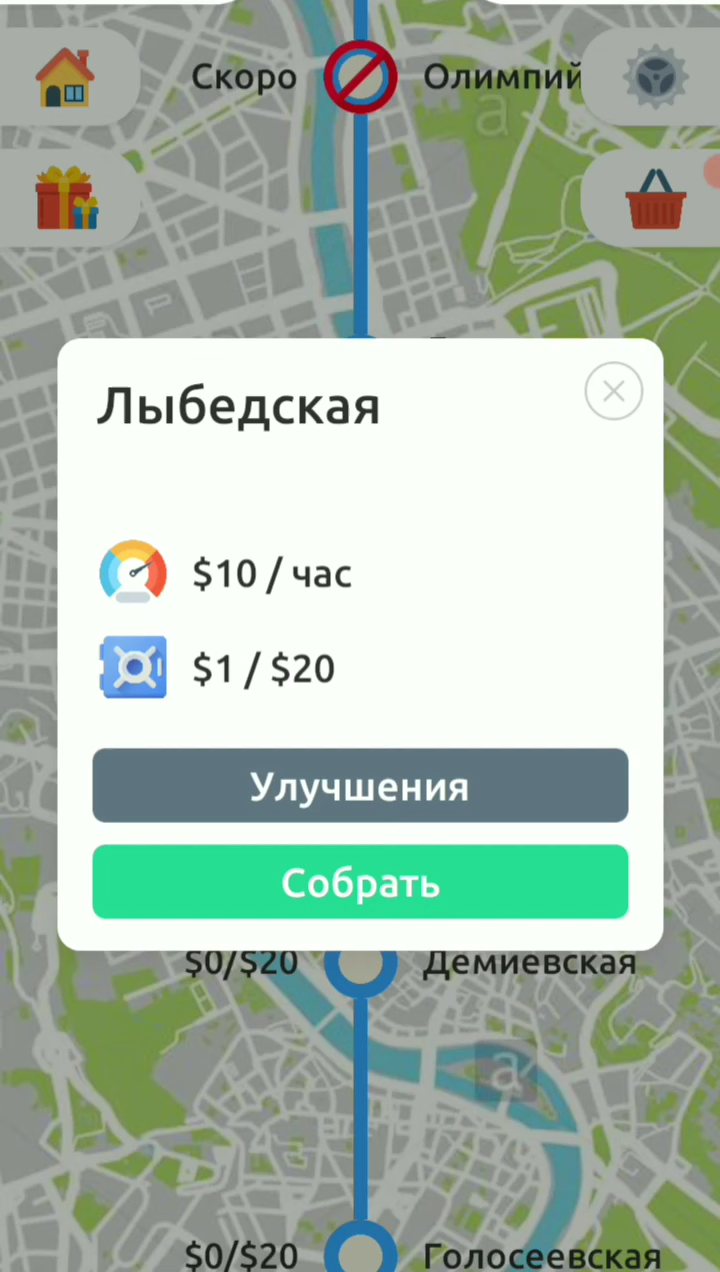 Скоро
Олимпий
Лыбедская
$10 / час
$1 / $20
Улучшения
Собрать
$0/$20
Демиевская
$0/$20
Голосеевская